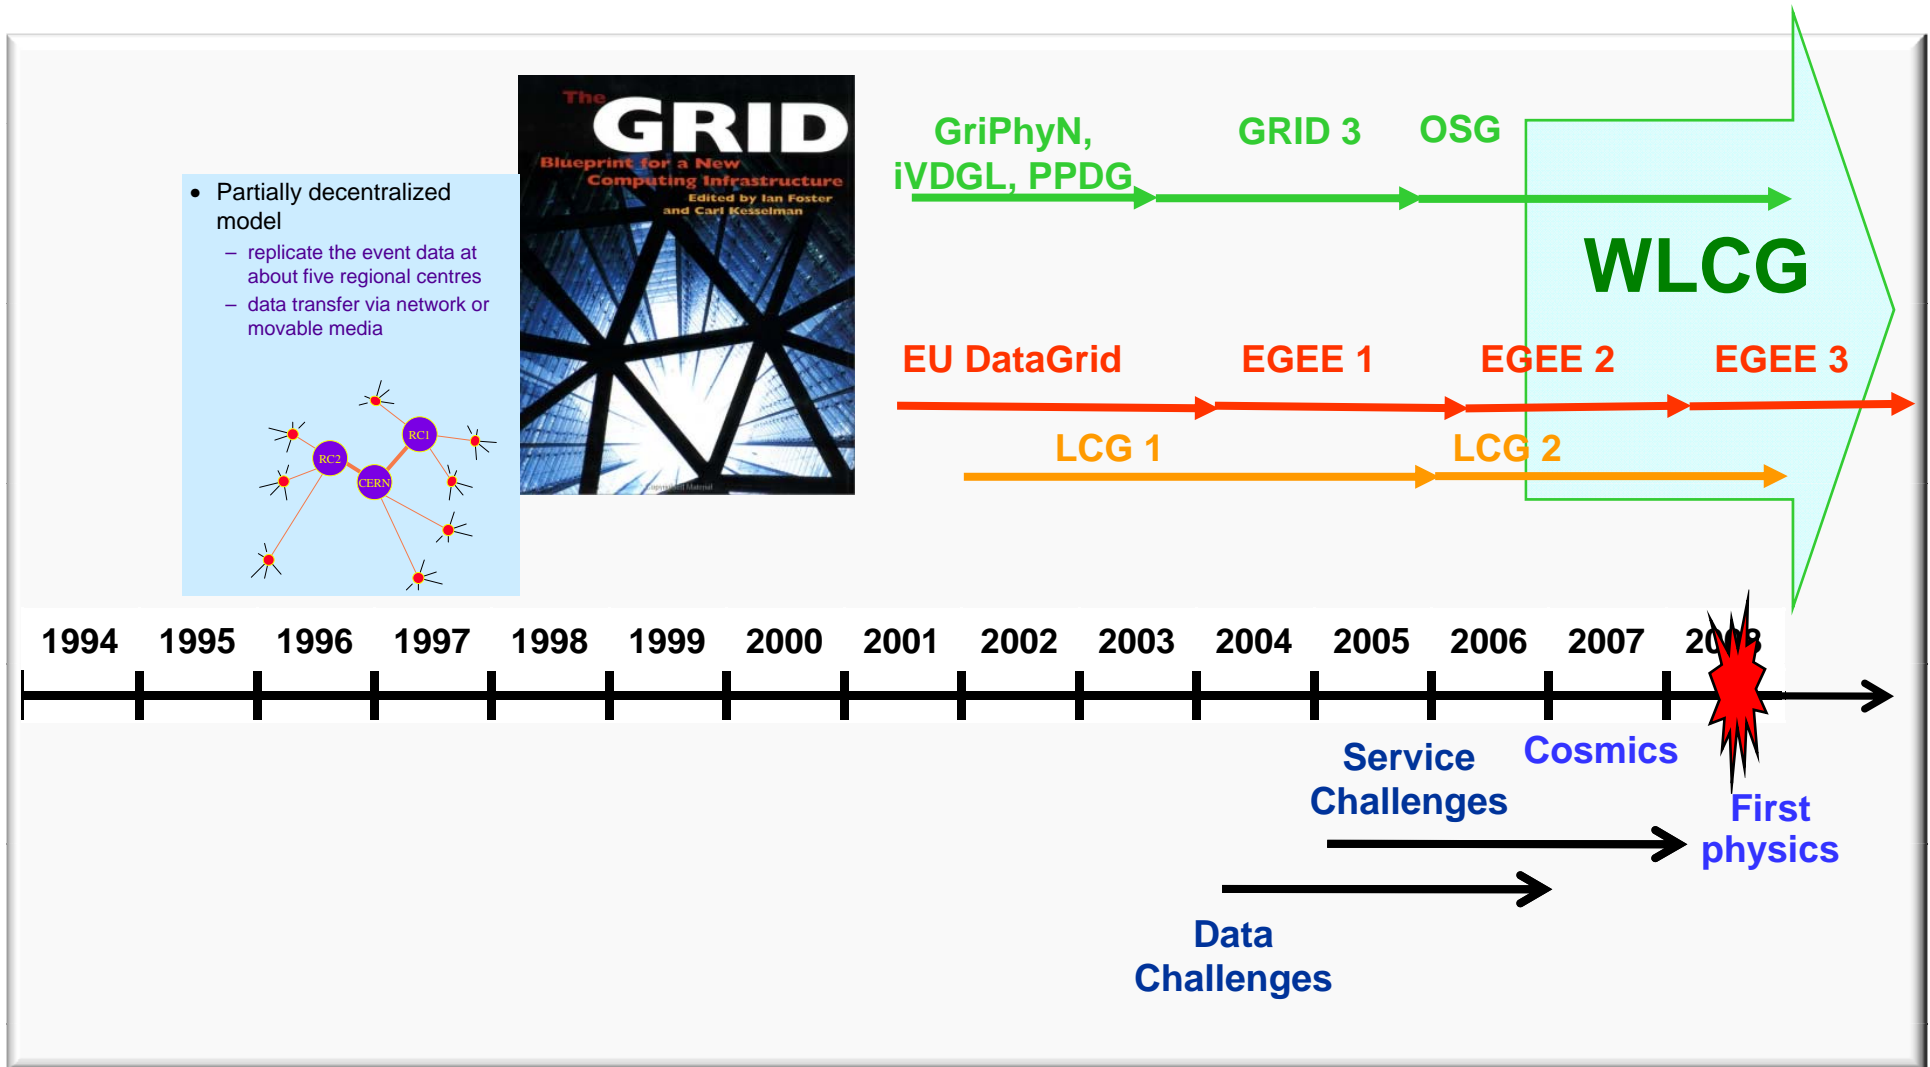 The
GRID
Blueprint for a New
Computing Infrastructure
Edited by Ian Foster
and Carl Kesselman
Copyrighted Material
• Partially decentralized
model
– replicate the event data at
about five regional centres
– data transfer via network or
movable media
RC1
RC2
CERN
GriPhyN,
iVDGL, PPDG
GRID 3
OSG
WLCG
EU DataGrid
EGEE 1
EGEE 2
EGEE 3
LCG 1
LCG 2
1994 1995 1996 1997 1998 1999 2000 2001 2002 2003 2004 2005 2006 2007 2008
Service
Challenges
Cosmics
First
physics
Data
Challenges